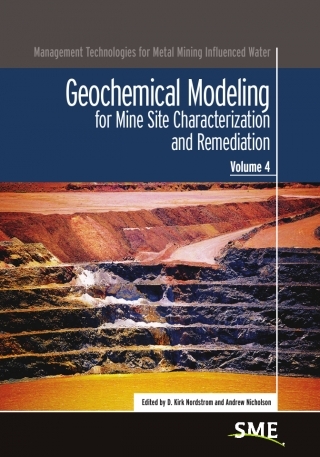 Management Technologies for Metal Mining Influenced Water
Geochemical Modeling
for Mine Site Characterization
and Remediation
Volume 4
Edited by D. Kirk Nordstrom and Andrew Nicholson
SME